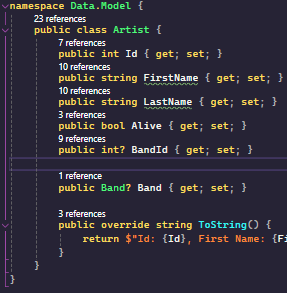 namespace Data.Model {
23 references
public class Artist {
7 references
public int Id { get; set; }
10 references
public string FirstName { get; set; }
10 references
public string LastName { get; set; }
3 references
public bool Alive { get; set; }
9 references
public int? BandId { get; set; }
1 reference
public Band? Band { get; set; }
3 references
public override string ToString() {
return $"Id: {Id}, First Name: {Fi
}
}
}